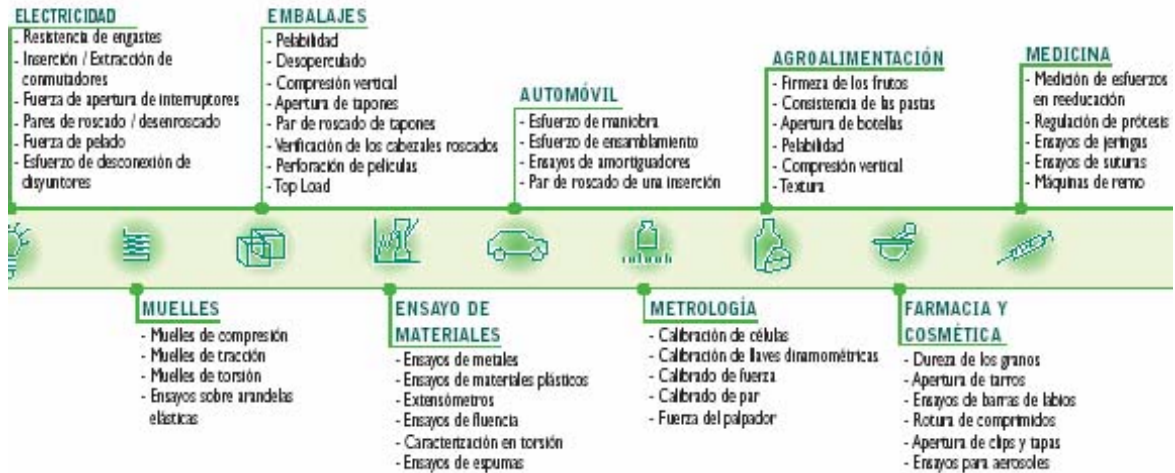 ELECTRICIDAD
- Resistencia de engastes
- Inserción / Extracción de
conmutadores
- Fuerza de apertura de interruptores
- Pares de roscado / desenroscado
- Fuerza de pelado
- Esfuerzo de desconexión de
disyuntores
EMBALAJES
- Pelabilidad
- Desoperculado
- Compresión vertical
- Apertura de tapones
- Par de roscado de tapones
- Verificación de los cabezales roscados
- Perforación de películas
- Top Load
AUTOMÓVIL
- Esfuerzo de maniobra
- Esfuerzo de ensamblamiento
- Ensayos de amortiguadores
- Par de roscado de una inserción
AGROALIMENTACIÓN
- Firmeza de los frutos
- Consistencia de las pastas
- Apertura de botellas
- Pelabilidad
- Compresión vertical
- Textura
MEDICINA
- Medición de esfuerzos
en reeducación
- Regulación de prótesis
- Ensayos de jeringas
- Ensayos de suturas
- Máquinas de remo
MUELLES
- Muelles de compresión
- Muelles de tracción
- Muelles de torsión
- Ensayos sobre arandelas
elásticas
ENSAYO DE
MATERIALES
- Ensayos de metales
- Ensayos de materiales plásticos
- Extensómetros
- Ensayos de fluencia
- Caracterización en torsión
- Ensayos de espumas
METROLOGÍA
- Calibración de células
- Calibración de llaves dinamométricas
- Calibrado de fuerza
- Calibrado de par
- Fuerza del palpador
FARMACIA Y
COSMÉTICA
- Dureza de los granos
- Apertura de tarros
- Ensayos de barras de labios
- Rotura de comprimidos
- Apertura de clips y tapas
- Ensayos para aerosoles